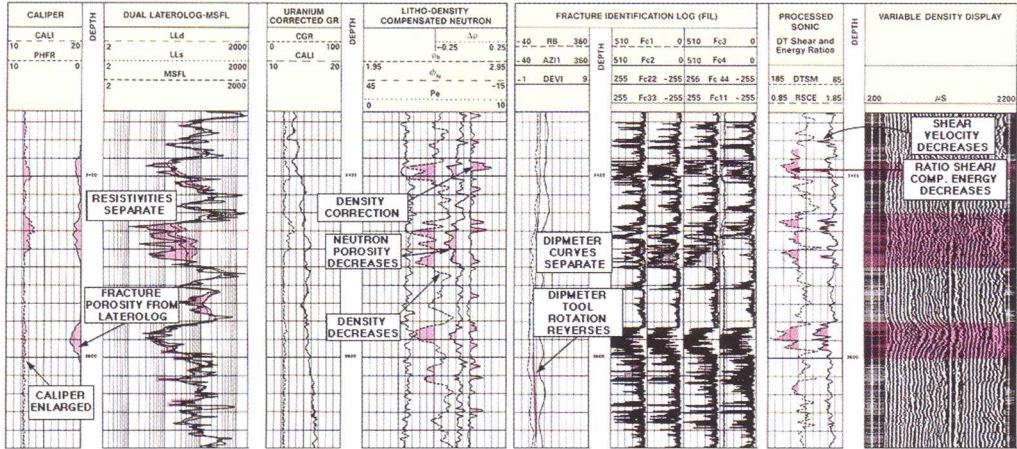 CALIPER
CALI
10 20
PHFR
10 0
DEPTH
DUAL LATEROLOG-MSFL
LLd
2 2000
LLs
2 2000
MSFL
2 2000
URANIUM
CORRECTED GR
CGR
0 100
CALI
10 20
DEPTH
LITHO-DENSITY
COMPENSATED NEUTRON
Δρ
-0.25 0.25
1.95 2.95
45 -15
Pe
0 10
FRACTURE IDENTIFICATION LOG (FIL)
-40 RB 360
-40 AZI1 360
-1 DEVI 9
DEPTH
510 Fc1 0 510 Fc3 0
510 Fc2 0 510 Fc4 0
255 Fc22 -255 255 Fc 44 -255
255 Fc33 -255 255 Fc11 -255
PROCESSED
SONIC
DT Shear and
Energy Ratios
185 DTSM 85
0.85 RSCE 1.85
DEPTH
VARIABLE DENSITY DISPLAY
200 μS 2200
RESISTIVITIES
SEPARATE
FRACTURE
POROSITY FROM
LATEROLOG
CALIPER
ENLARGED
DENSITY
CORRECTION
NEUTRON
POROSITY
DECREASES
DENSITY
DECREASES
DIPMETER
CURVES
SEPARATE
DIPMETER
TOOL
ROTATION
REVERSES
SHEAR
VELOCITY
DECREASES
RATIO SHEAR/
COMP. ENERGY
DECREASES